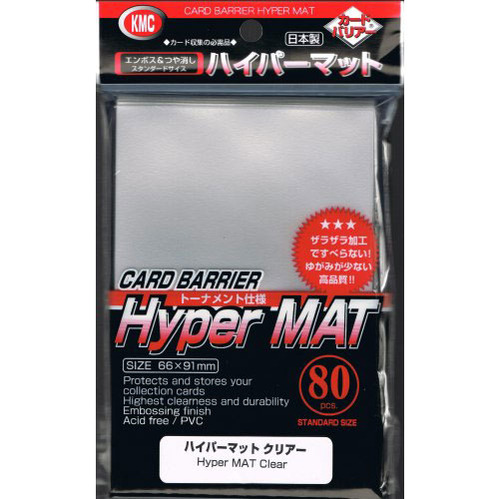 KMC
CARD BARRIER HYPER MAT
カード
バリアー
◆カード収集の必需品◆
日本製
エンボス&つや消し
スタンダードサイズ
ハイパーマット
★★★
ザラザラ加工
ですべらない!
ゆがみが少ない
高品質!!
CARD BARRIER
トーナメント仕様
Hyper MAT
SIZE 66×91mm
Protects and stores your
collection cards
Highest clearness and durability
Embossing finish
Acid free / PVC
80
pcs.
STANDARD SIZE
ハイパーマット クリアー
Hyper MAT Clear